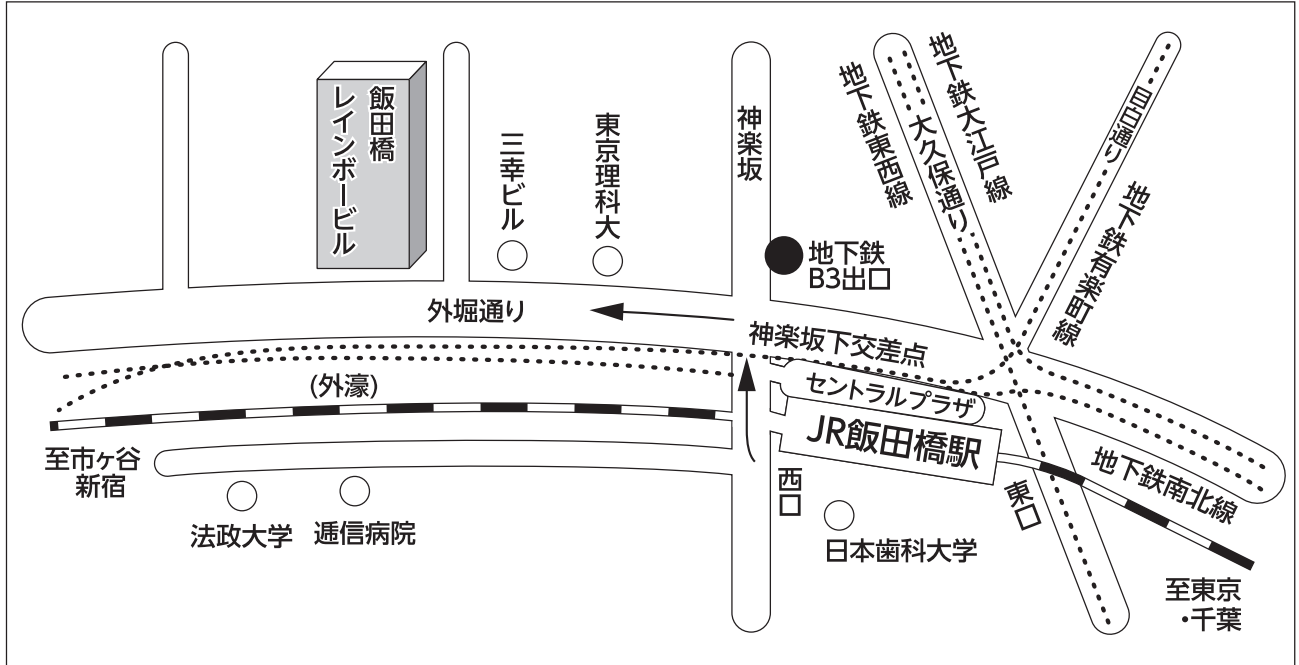 飯田橋
レインボービル
三幸ビル
東京理科大
神楽坂
地下鉄東西線
大久保通り
地下鉄大江戸線
目白通り
地下鉄有楽町線
地下鉄
B3出口
外堀通り
神楽坂下交差点
(外濠)
セントラルプラザ
JR飯田橋駅
至市ヶ谷
新宿
法政大学
逓信病院
西口
日本歯科大学
東口
地下鉄南北線
至東京
・千葉